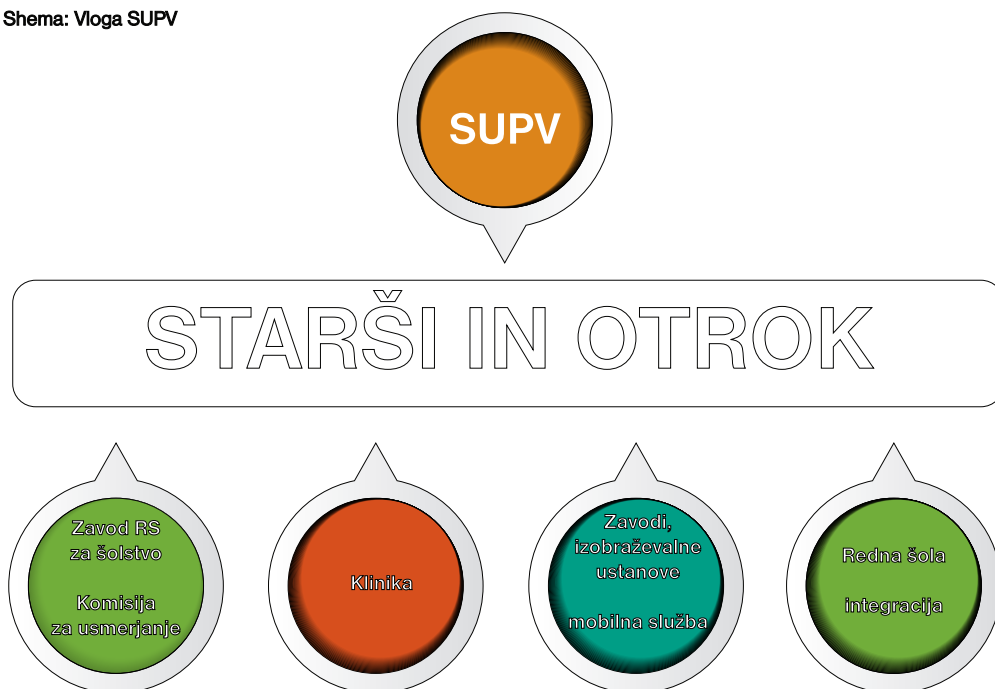 Shema: Vloga SUPV
SUPV
STARŠI IN OTROK
Zavod RS
za šolstvo
Komisija
za usmerjanje
Klinika
Zavodi,
izobraževalne
ustanove
mobilna služba
Redna šola
integracija